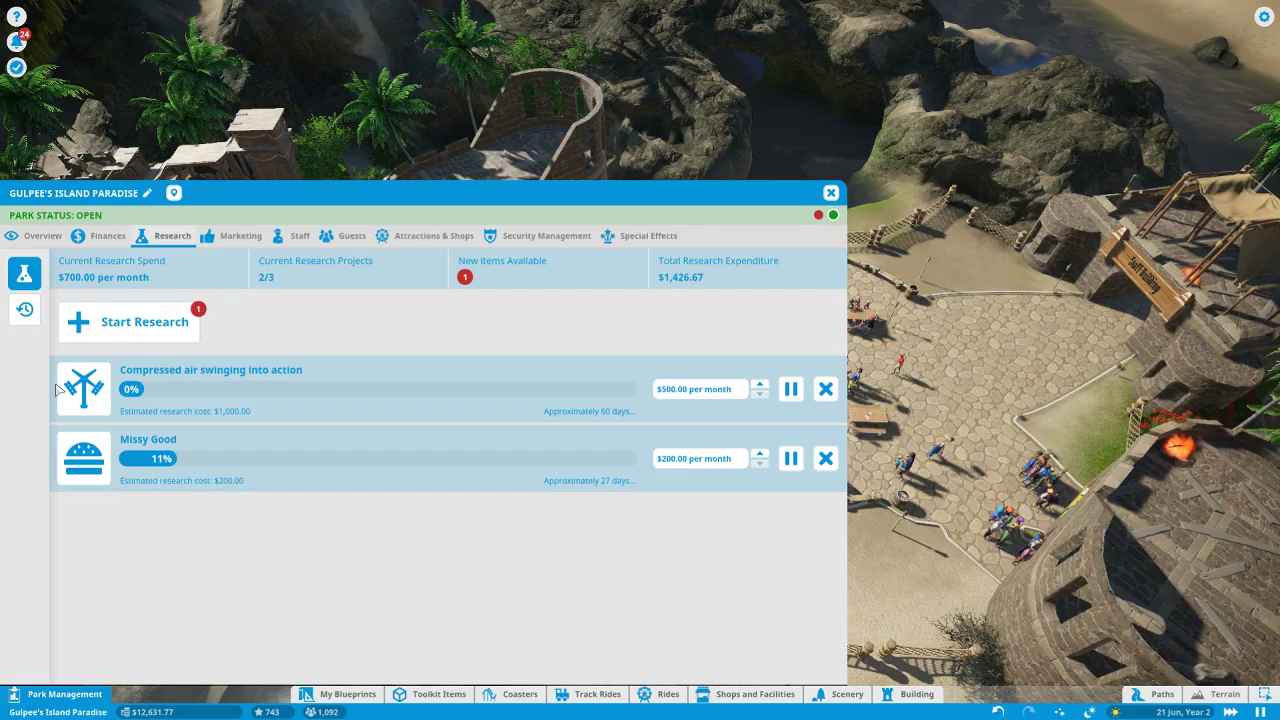 ?
24
GULPEE'S ISLAND PARADISE
PARK STATUS: OPEN
Overview Finances Research Marketing Staff Guests Attractions & Shops Security Management Special Effects
Current Research Spend
$700.00 per month
Current Research Projects
2/3
New items Available
1
Total Research Expenditure
$1,426.67
Start Research
1
Compressed air swinging into action
0%
$500.00 per month
Estimated research cost: $1,000.00
Approximately 60 days...
Missy Good
11%
$200.00 per month
Estimated research cost: $200.00
Approximately 27 days...
Staff Building
Park Management My Blueprints Toolkit Items Coasters Track Rides Rides Shops and Facilities Scenery Building Paths Terrain
Gulpee's Island Paradise $12,631.77 743 1,092 21 Jun, Year 2